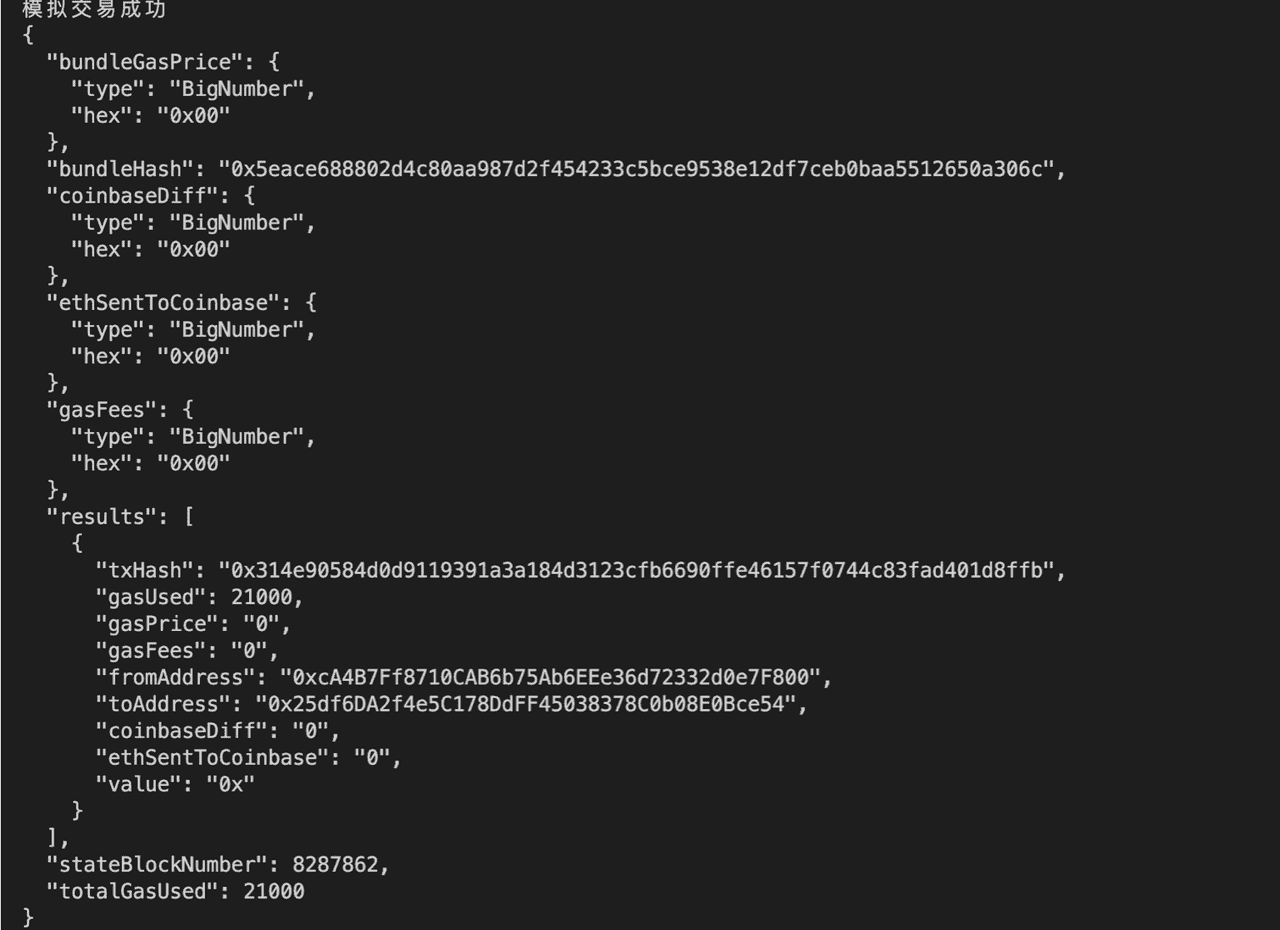 模拟交易成功
{
  "bundleGasPrice": {
    "type": "BigNumber",
    "hex": "0x00"
  },
  "bundleHash": "0x5eace688802d4c80aa987d2f454233c5bce9538e12df7ceb0baa5512650a306c",
  "coinbaseDiff": {
    "type": "BigNumber",
    "hex": "0x00"
  },
  "ethSentToCoinbase": {
    "type": "BigNumber",
    "hex": "0x00"
  },
  "gasFees": {
    "type": "BigNumber",
    "hex": "0x00"
  },
  "results": [
    {
      "txHash": "0x314e90584d0d9119391a3a184d3123cfb6690ffe46157f0744c83fad401d8ffb",
      "gasUsed": 21000,
      "gasPrice": "0",
      "gasFees": "0",
      "fromAddress": "0xcA4B7Ff8710CAB6b75Ab6EEe36d72332d0e7F800",
      "toAddress": "0x25df6DA2f4e5C178DdFF45038378C0b08E0Bce54",
      "coinbaseDiff": "0",
      "ethSentToCoinbase": "0",
      "value": "0x"
    }
  ],
  "stateBlockNumber": 8287862,
  "totalGasUsed": 21000
}